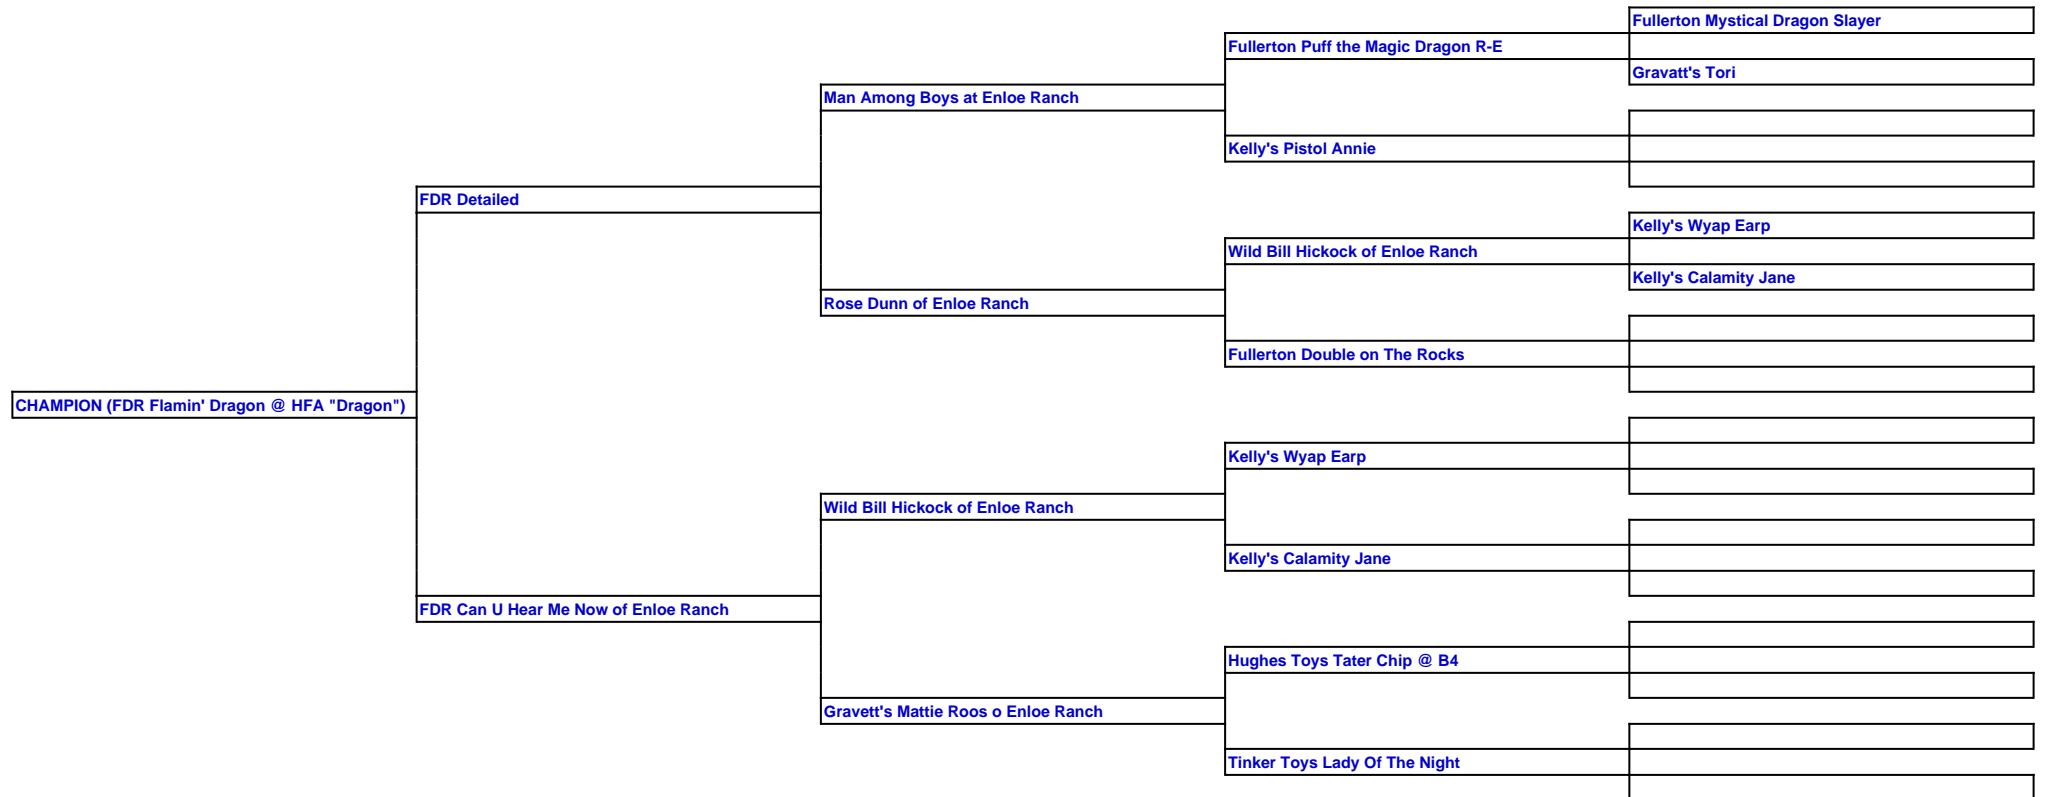 Fullerton Mystical Dragon Slayer
Fullerton Puff the Magic Dragon R-E
Gravatt's Tori
Man Among Boys at Enloe Ranch
Kelly's Pistol Annie
FDR Detailed
Kelly's Wyap Earp
Wild Bill Hickock of Enloe Ranch
Kelly's Calamity Jane
Rose Dunn of Enloe Ranch
Fullerton Double on The Rocks
CHAMPION (FDR Flamin' Dragon @ HFA "Dragon")
Kelly's Wyap Earp
Wild Bill Hickock of Enloe Ranch
Kelly's Calamity Jane
FDR Can U Hear Me Now of Enloe Ranch
Hughes Toys Tater Chip @ B4
Gravett's Mattie Roos o Enloe Ranch
Tinker Toys Lady Of The Night